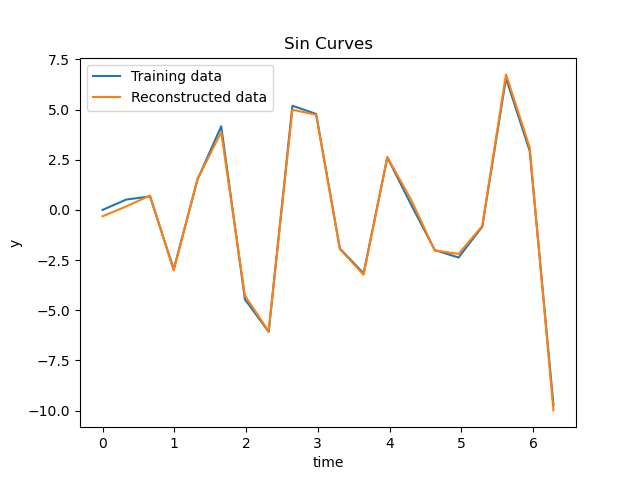 Sin Curves
Training data
Reconstructed data
7.5
5.0
2.5
0.0
−2.5
−5.0
−7.5
−10.0
y
0 1 2 3 4 5 6
time